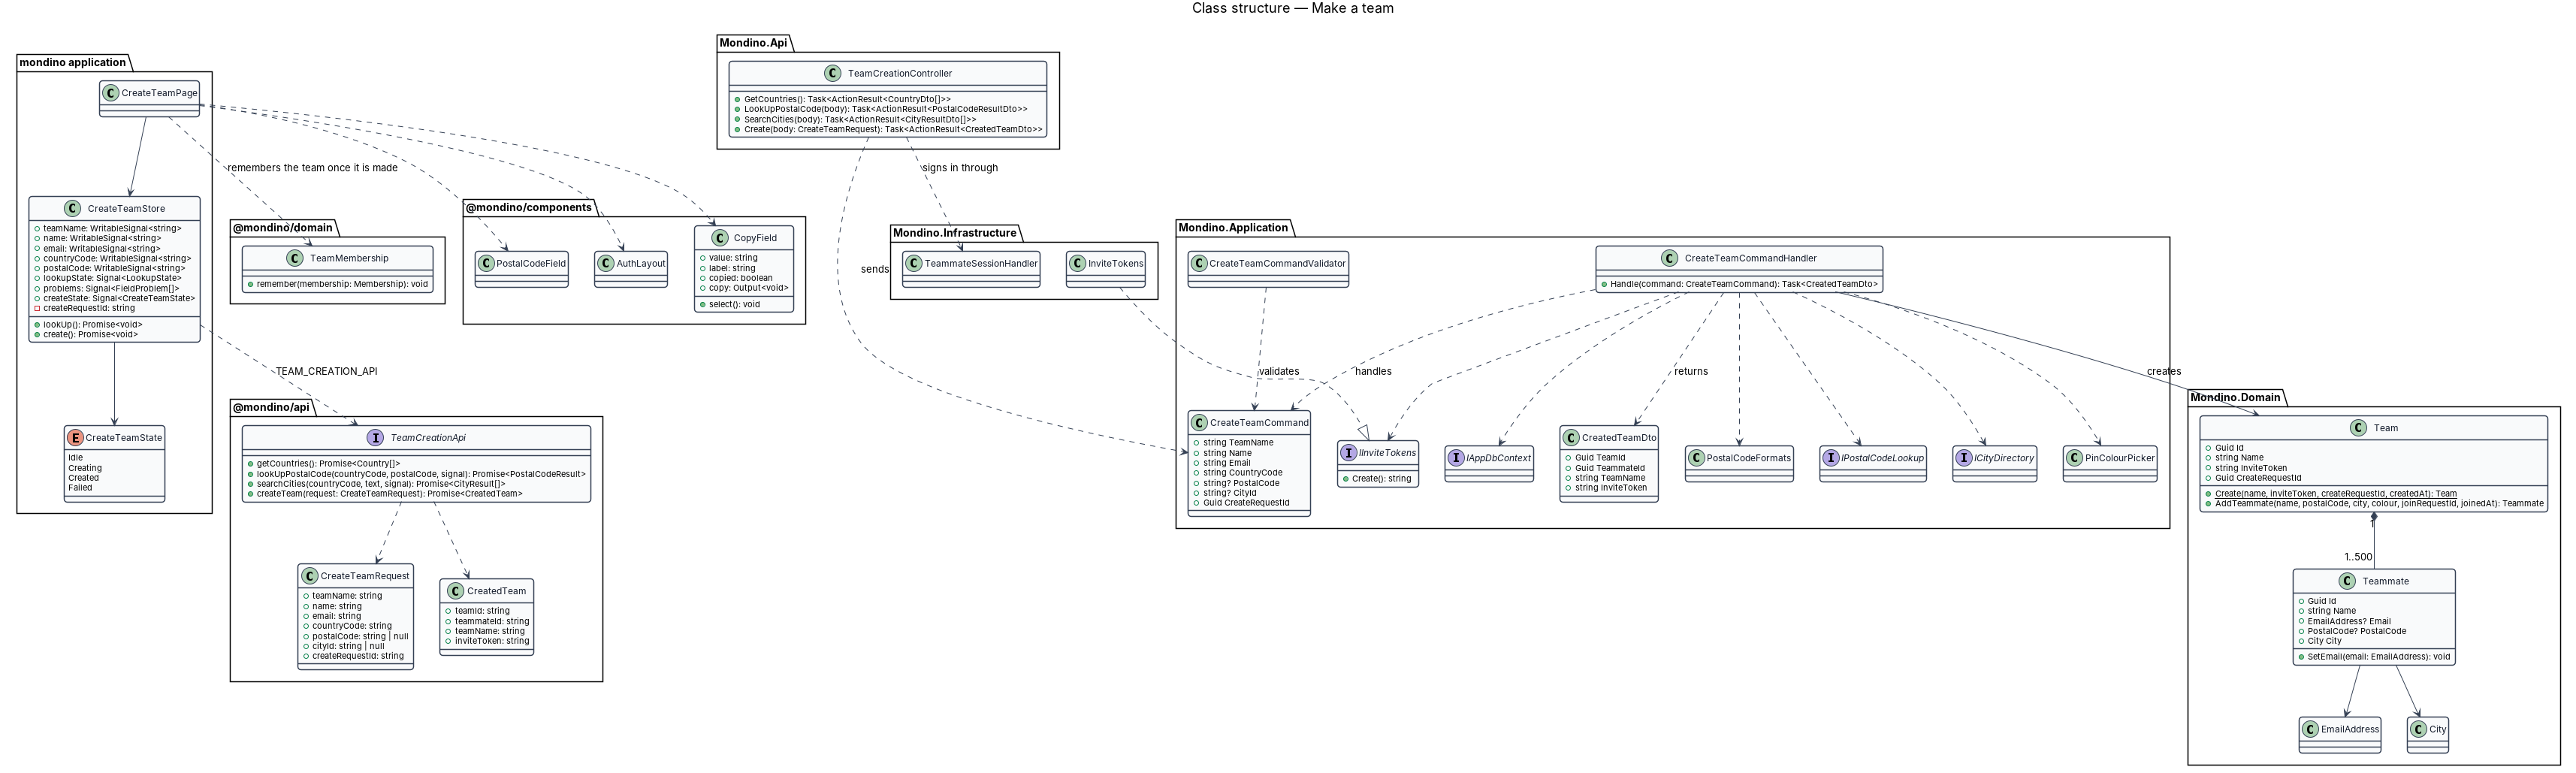 Class structure — Make a team
mondino application
CreateTeamPage
CreateTeamStore
teamName: WritableSignal<string>
name: WritableSignal<string>
email: WritableSignal<string>
countryCode: WritableSignal<string>
postalCode: WritableSignal<string>
lookupState: Signal<LookupState>
problems: Signal<FieldProblem[]>
createState: Signal<CreateTeamState>
createRequestId: string
lookUp(): Promise<void>
create(): Promise<void>
E CreateTeamState
Idle
Creating
Created
Failed
remembers the team once it is made
@mondino/domain
C TeamMembership
remember(membership: Membership): void
@mondino/components
C PostalCodeField
C AuthLayout
C CopyField
value: string
label: string
copied: boolean
copy: Output<void>
select(): void
TEAM_CREATION_API
@mondino/api
I TeamCreationApi
getCountries(): Promise<Country[]>
lookUpPostalCode(countryCode, postalCode, signal): Promise<PostalCodeResult>
searchCities(countryCode, text, signal): Promise<CityResult[]>
createTeam(request: CreateTeamRequest): Promise<CreatedTeam>
C CreateTeamRequest
teamName: string
name: string
email: string
countryCode: string
postalCode: string | null
cityId: string | null
createRequestId: string
C CreatedTeam
teamId: string
teammateId: string
teamName: string
inviteToken: string
Mondino.Api
C TeamCreationController
GetCountries(): Task<ActionResult<CountryDto[]>>
LookUpPostalCode(body): Task<ActionResult<PostalCodeResultDto>>
SearchCities(body): Task<ActionResult<CityResultDto[]>>
Create(body: CreateTeamRequest): Task<ActionResult<CreatedTeamDto>>
signs in through
sends
Mondino.Infrastructure
C TeammateSessionHandler
C InviteTokens
Mondino.Application
C CreateTeamCommandValidator
C CreateTeamCommandHandler
Handle(command: CreateTeamCommand): Task<CreatedTeamDto>
validates
handles
returns
creates
C CreateTeamCommand
string TeamName
string Name
string Email
string CountryCode
string? PostalCode
string? CityId
Guid CreateRequestId
I IInviteTokens
Create(): string
I IAppDbContext
C CreatedTeamDto
Guid TeamId
Guid TeammateId
string TeamName
string InviteToken
C PostalCodeFormats
I IPostalCodeLookup
I ICityDirectory
C PinColourPicker
Mondino.Domain
C Team
Guid Id
string Name
string InviteToken
Guid CreateRequestId
Create(name, inviteToken, createRequestId, createdAt): Team
AddTeammate(name, postalCode, city, colour, joinRequestId, joinedAt): Teammate
1
1..500
C Teammate
Guid Id
string Name
EmailAddress? Email
PostalCode? PostalCode
City City
SetEmail(email: EmailAddress): void
C EmailAddress
C City